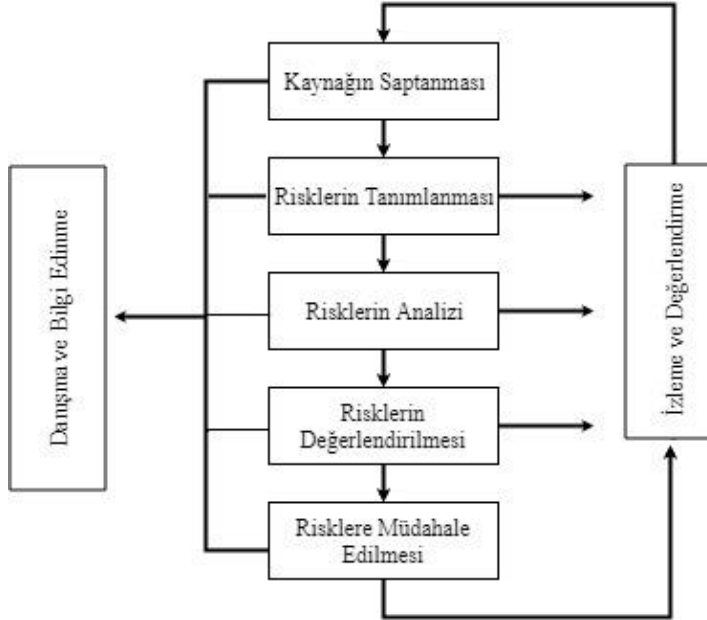 Kaynağın Saptanması
Risklerin Tanımlanması
Risklerin Analizi
Risklerin
Değerlendirilmesi
Risklere Müdahale
Edilmesi
Danışma ve Bilgi Edinme
İzleme ve Değerlendirme